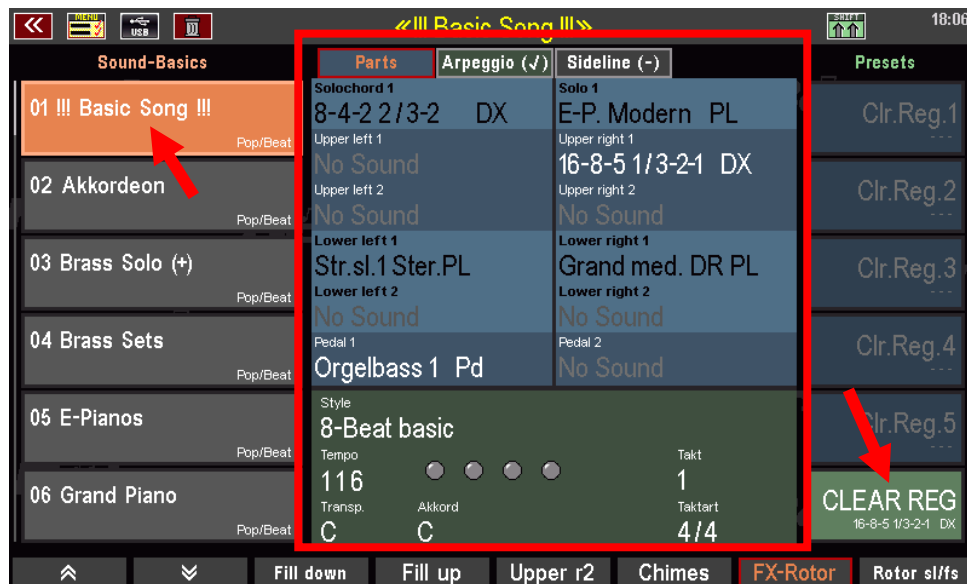 MENU
USB
«!!! Basic Song !!!»
SHIFT
18:06
Sound-Basics
Parts
Arpeggio (√)
Sideline (-)
Presets
01 !!! Basic Song !!!
Pop/Beat
02 Akkordeon
Pop/Beat
03 Brass Solo (+)
Pop/Beat
04 Brass Sets
Pop/Beat
05 E-Pianos
Pop/Beat
06 Grand Piano
Pop/Beat
Solochord 1
8-4-2 2/3-2 DX
Solo 1
E-P. Modern PL
Upper left 1
No Sound
Upper right 1
16-8-5 1/3-2-1 DX
Upper left 2
No Sound
Upper right 2
No Sound
Lower left 1
Str.sl.1 Ster.PL
Lower right 1
Grand med. DR PL
Lower left 2
No Sound
Lower right 2
No Sound
Pedal 1
Orgelbass 1 Pd
Pedal 2
No Sound
Style
8-Beat basic
Tempo
116
Takt
1
Transp.
C
Akkord
C
Taktart
4/4
Clr.Reg.1
---
Clr.Reg.2
---
Clr.Reg.3
---
Clr.Reg.4
---
Clr.Reg.5
---
CLEAR REG
16-8-5 1/3-2-1 DX
Fill down
Fill up
Upper r2
Chimes
FX-Rotor
Rotor sl/fs